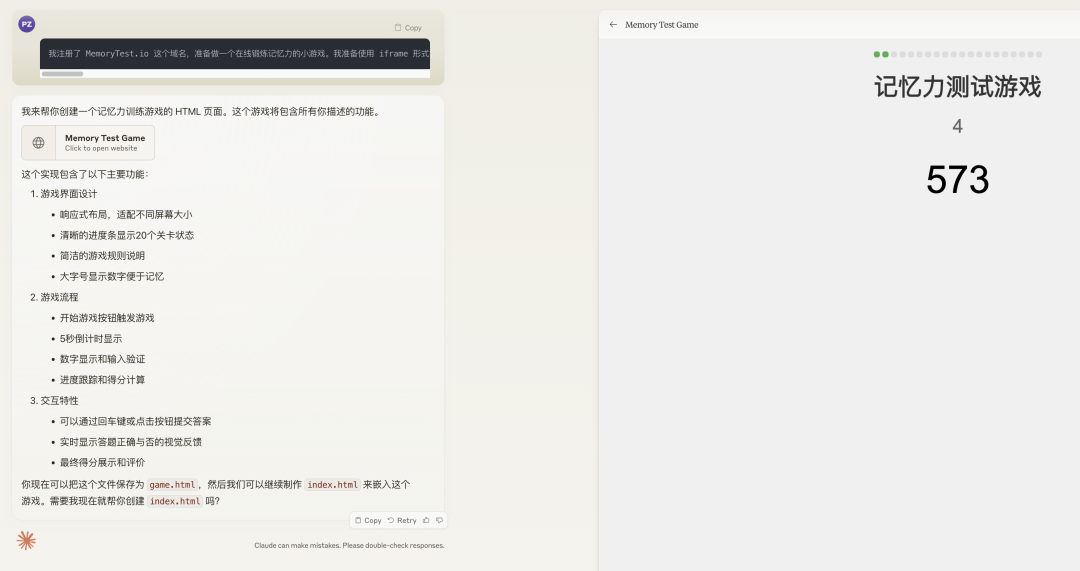 PZ
Copy
我注册了 MemoryTest.io 这个域名，准备做一个在线锻炼记忆力的小游戏。我准备使用 iframe 形式
我来帮你创建一个记忆力训练游戏的 HTML 页面。这个游戏将包含所有你描述的功能。
Memory Test Game
Click to open website
这个实现包含了以下主要功能：
1. 游戏界面设计
• 响应式布局，适配不同屏幕大小
• 清晰的进度条显示20个关卡状态
• 简洁的游戏规则说明
• 大字号显示数字便于记忆
2. 游戏流程
• 开始游戏按钮触发游戏
• 5秒倒计时显示
• 数字显示和输入验证
• 进度跟踪和得分计算
3. 交互特性
• 可以通过回车键或点击按钮提交答案
• 实时显示答题正确与否的视觉反馈
• 最终得分展示和评价
你现在可以把这个文件保存为 game.html，然后我们可以继续制作 index.html 来嵌入这个
游戏。需要我现在就帮你创建 index.html 吗？
Copy Retry
Claude can make mistakes. Please double-check responses.
← Memory Test Game
记忆力测试游戏
4
573